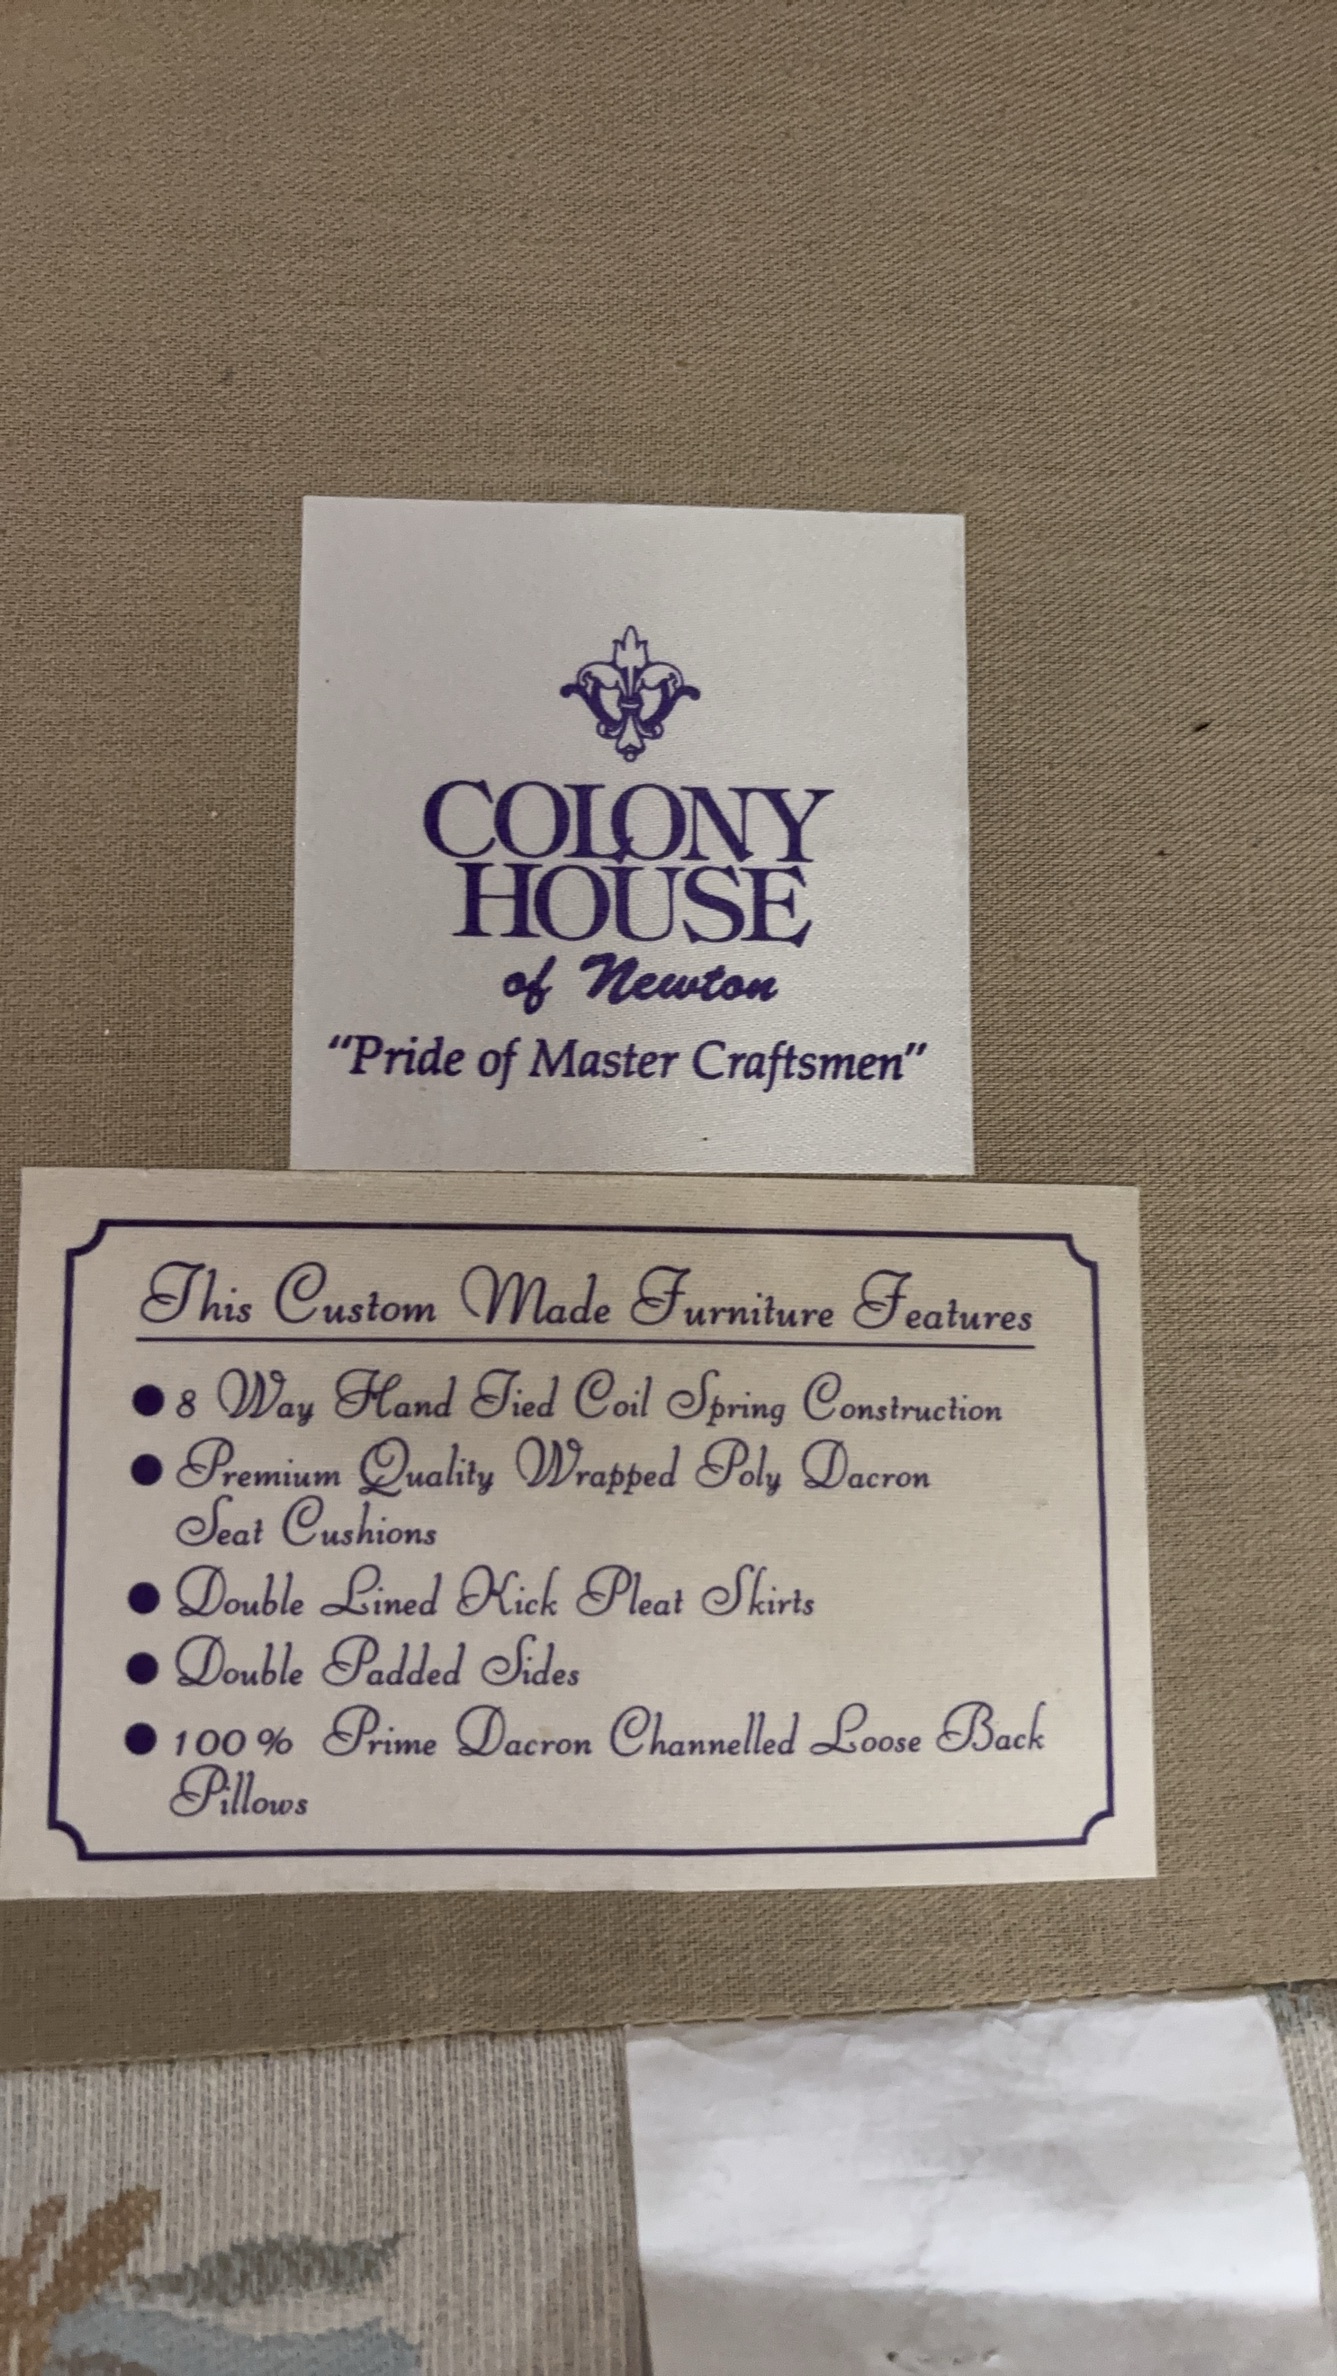 COLONY
HOUSE
of Newton
“Pride of Master Craftsmen”
This Custom Made Furniture Features
● 8 Way Hand Tied Coil Spring Construction
● Premium Quality Wrapped Poly Dacron
Seat Cushions
● Double Lined Kick Pleat Skirts
● Double Padded Sides
● 100% Prime Dacron Channelled Loose Back
Pillows